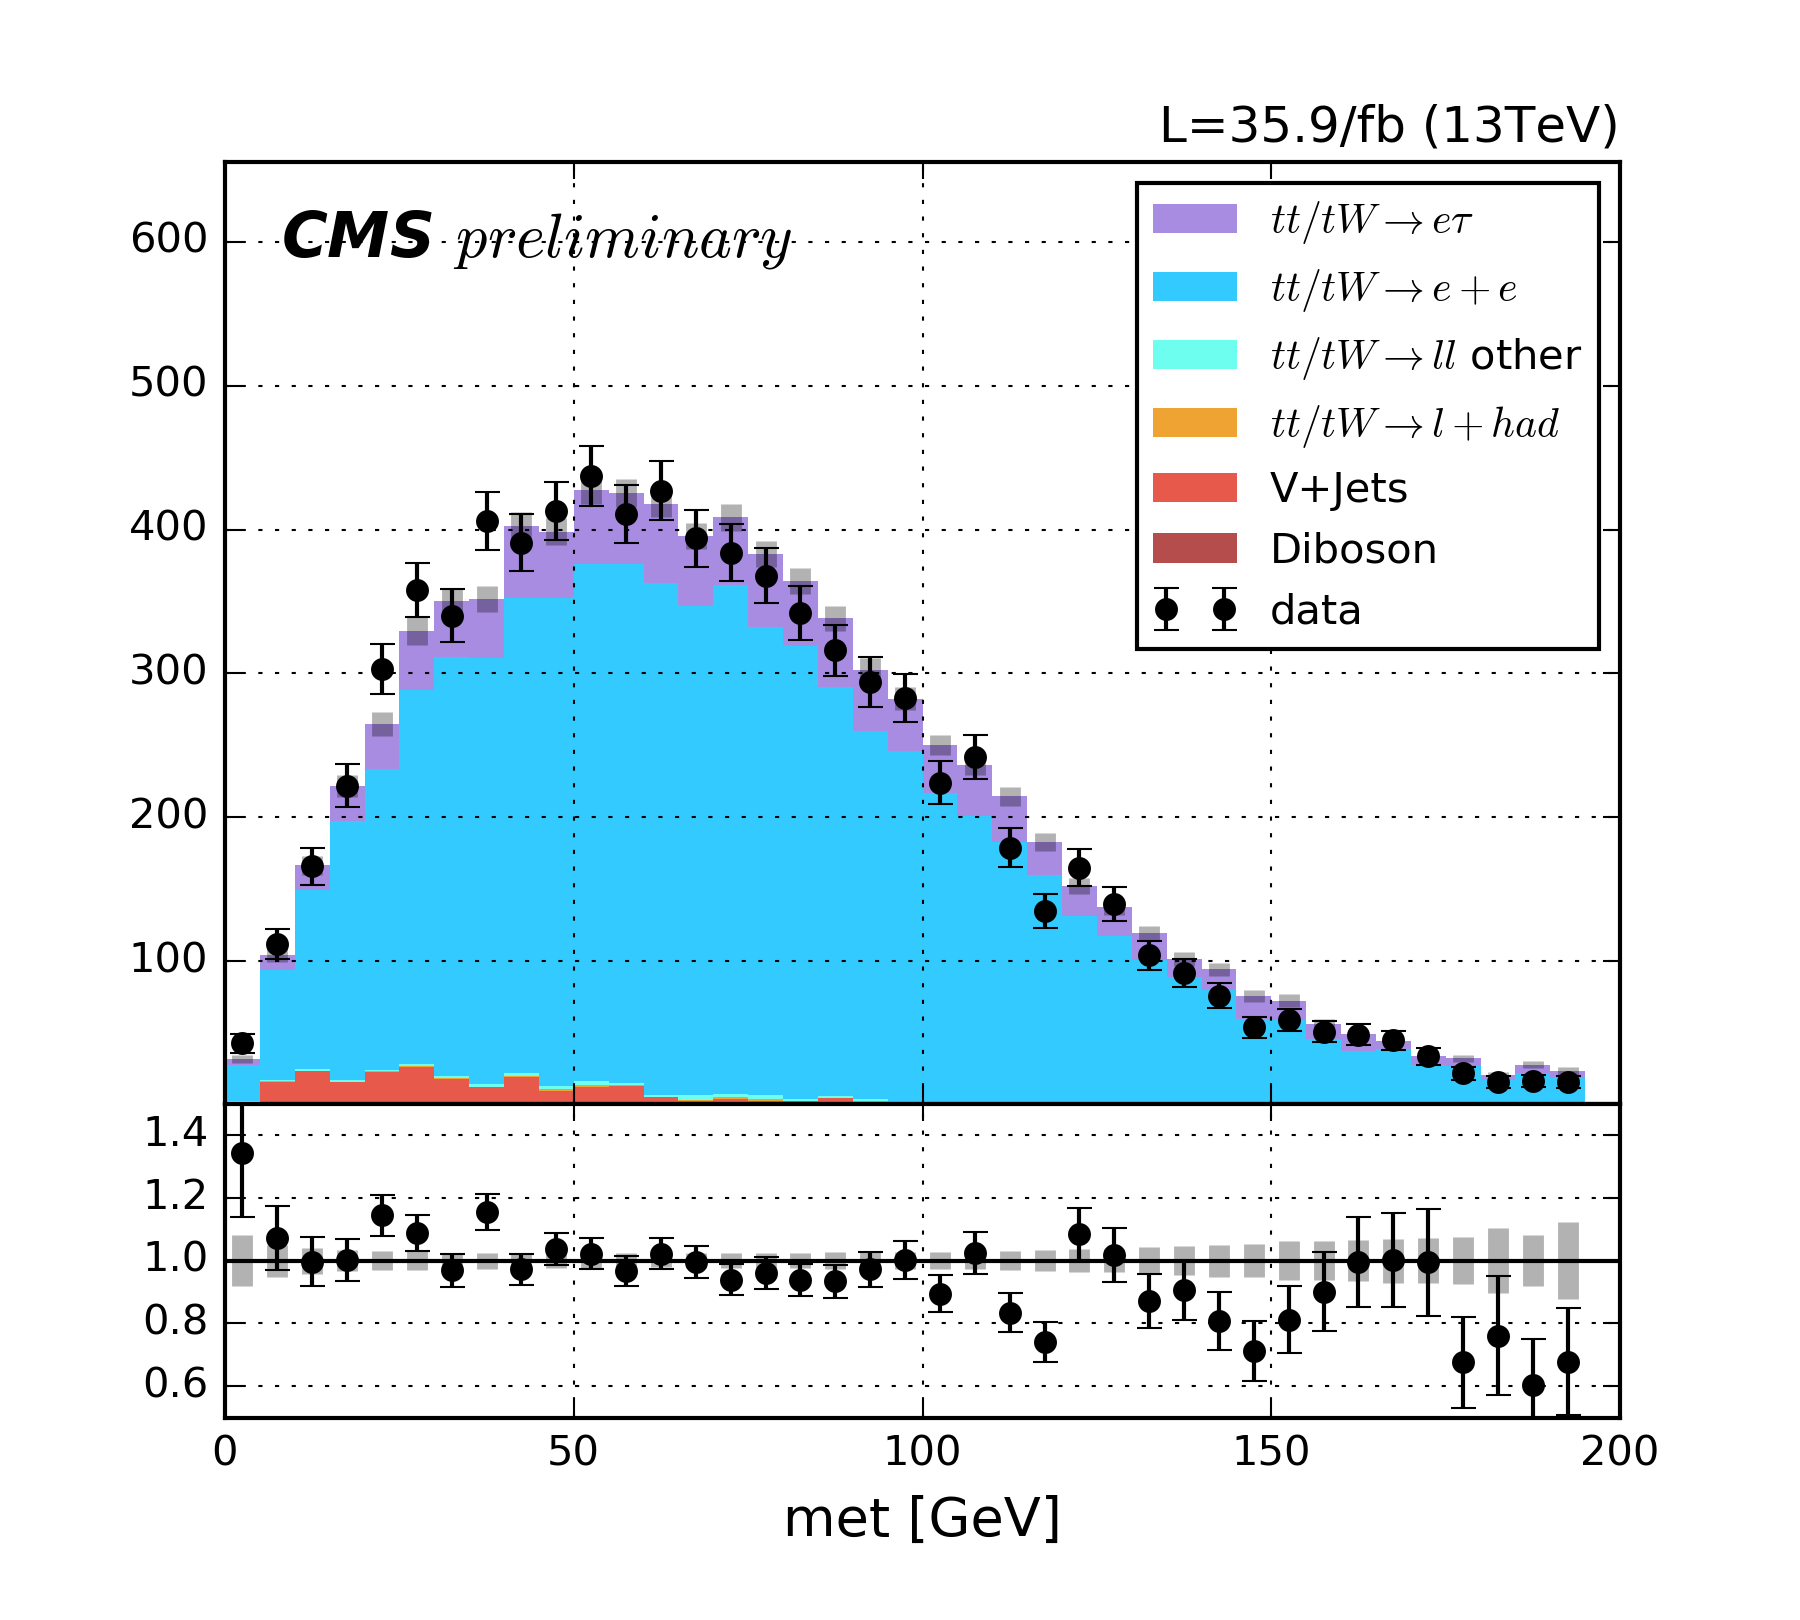 L=35.9/fb (13TeV)
CMS preliminary
600
500
400
300
200
100
tt/tW → eτ
tt/tW → e + e
tt/tW → ll other
tt/tW → l + had
V+Jets
Diboson
data
1.4
1.2
1.0
0.8
0.6
0 50 100 150 200
met [GeV]